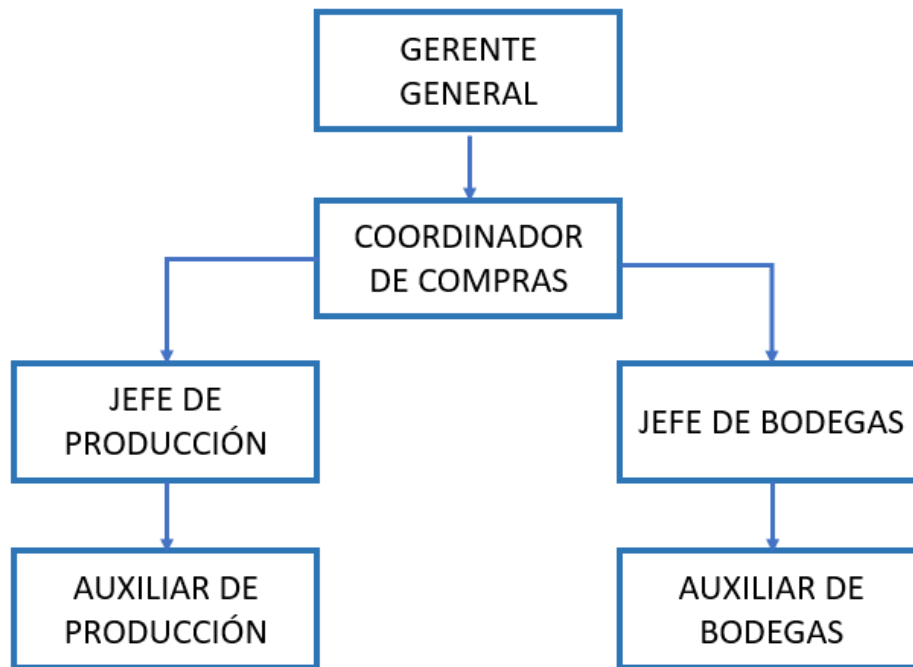 GERENTE
GENERAL
COORDINADOR
DE COMPRAS
JEFE DE
PRODUCCIÓN
JEFE DE BODEGAS
AUXILIAR DE
PRODUCCIÓN
AUXILIAR DE
BODEGAS